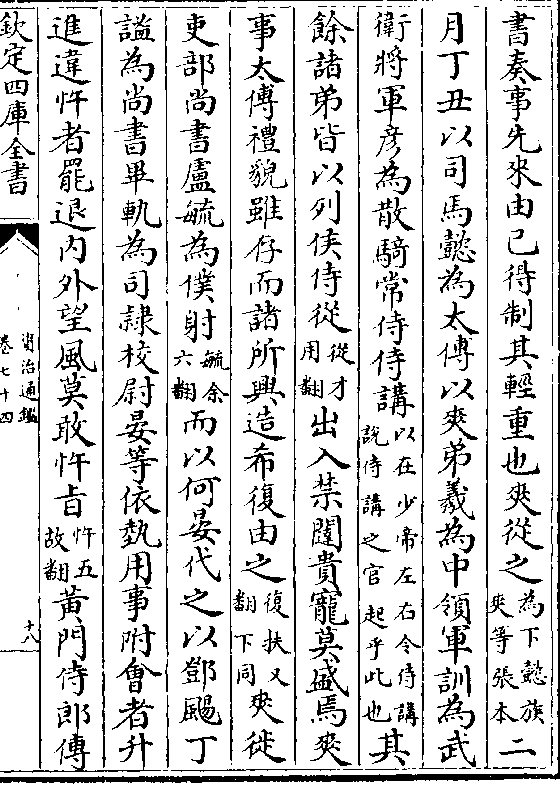 書奏事先來由已得制其輕重也爽從之為下懿族爽等張本二
月丁丑以司馬懿為太傅以爽弟羲為中領軍訓為武
衛將軍彦為散騎常侍侍講以在少帝左右令侍講說侍講之官起乎此也其
餘諸弟皆以列侯侍從從才用翻出入禁闥貴寵莫盛焉爽
事太傅禮貌雖存而諸所興造希復由之復扶又翻下同爽徙
吏部尚書盧毓為僕射毓余六翻而以何晏代之以鄧颺丁
謐為尚書畢軌為司隸校尉晏等依埶用事附會者升
進違忤者罷退内外望風莫敢忤旨忤五故翻黄門侍郎傅
欽定四庫全書
資治通鑑
卷七十四
十八